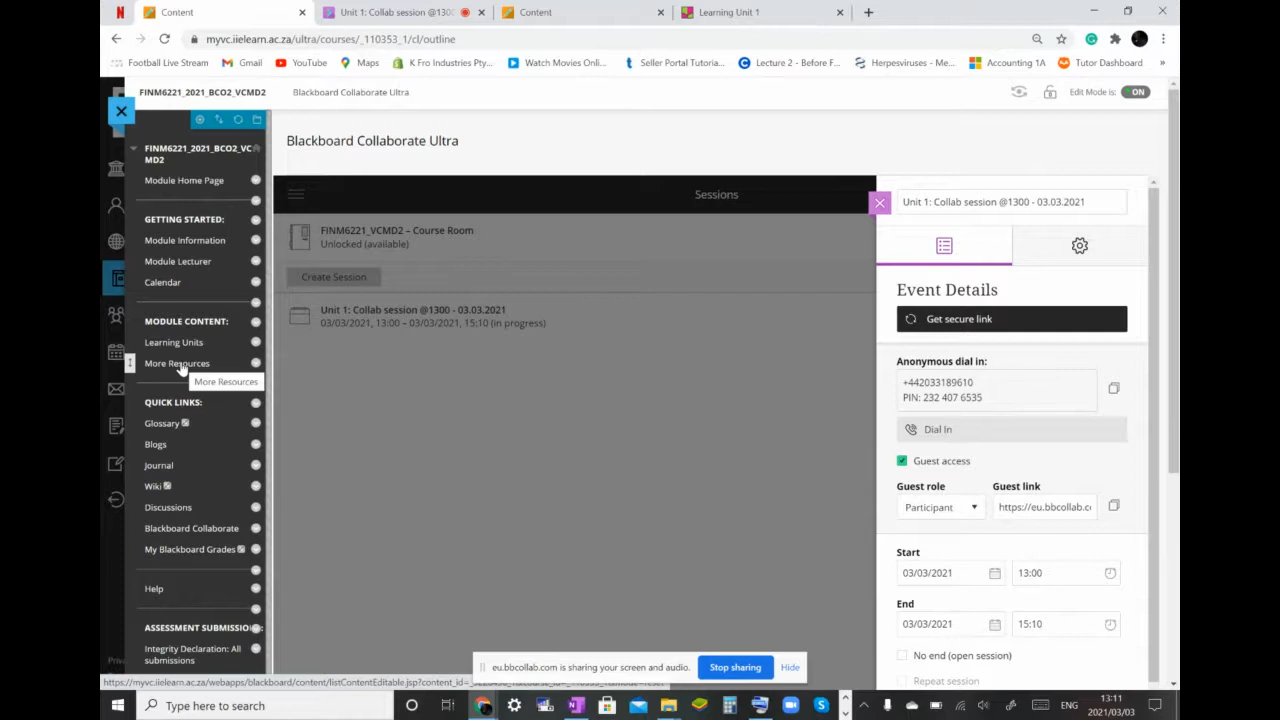 Content
Unit 1: Collab session @1300
Content
Learning Unit 1
myvc.iielearn.ac.za/ultra/courses/_110353_1/cl/outline
Football Live Stream
Gmail
YouTube
Maps
K Fro Industries Pty...
Watch Movies Onli...
Seller Portal Tutoria...
Lecture 2 - Before F...
Herpesviruses - Me...
Accounting 1A
Tutor Dashboard
»
FINM6221_2021_BCO2_VCMD2
Blackboard Collaborate Ultra
Edit Mode is:
ON
FINM6221_2021_BCO2_VC
MD2
Module Home Page
GETTING STARTED:
Module Information
Module Lecturer
Calendar
MODULE CONTENT:
Learning Units
More Resources
More Resources
QUICK LINKS:
Glossary
Blogs
Journal
Wiki
Discussions
Blackboard Collaborate
My Blackboard Grades
Help
ASSESSMENT SUBMISSIO
Integrity Declaration: All
submissions
Blackboard Collaborate Ultra
Sessions
FINM6221_VCMD2 – Course Room
Unlocked (available)
Create Session
Unit 1: Collab session @1300 - 03.03.2021
03/03/2021, 13:00 – 03/03/2021, 15:10 (in progress)
Unit 1: Collab session @1300 - 03.03.2021
Event Details
Get secure link
Anonymous dial in:
+442033189610
PIN: 232 407 6535
Dial In
Guest access
Guest role
Guest link
Participant
https://eu.bbcollab.c
Start
03/03/2021
13:00
End
03/03/2021
15:10
No end (open session)
Repeat session
eu.bbcollab.com is sharing your screen and audio.
Stop sharing
Hide
Type here to search
ENG
13:11
2021/03/03